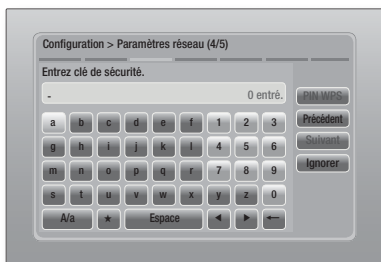 Configuration > Paramètres réseau (4/5)
Entrez clé de sécurité.
- 0 entré.
PIN WPS
a b c d e f 1 2 3
Précédent
g h i j k l 4 5 6
Suivant
m n o p q r 7 8 9
Ignorer
s t u v w x y z 0
A/a ★ Espace ◀ ▶ ←